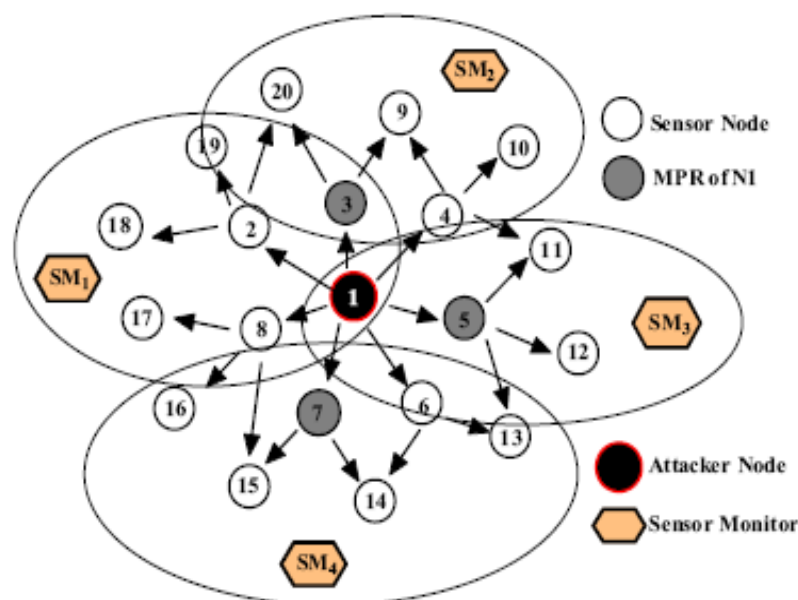 SM2
20
9
Sensor Node
19
10
MPR of N1
3
18
2
4
11
SM1
1
17
8
5
SM3
12
16
7
6
13
15
14
Attacker Node
Sensor Monitor
SM4